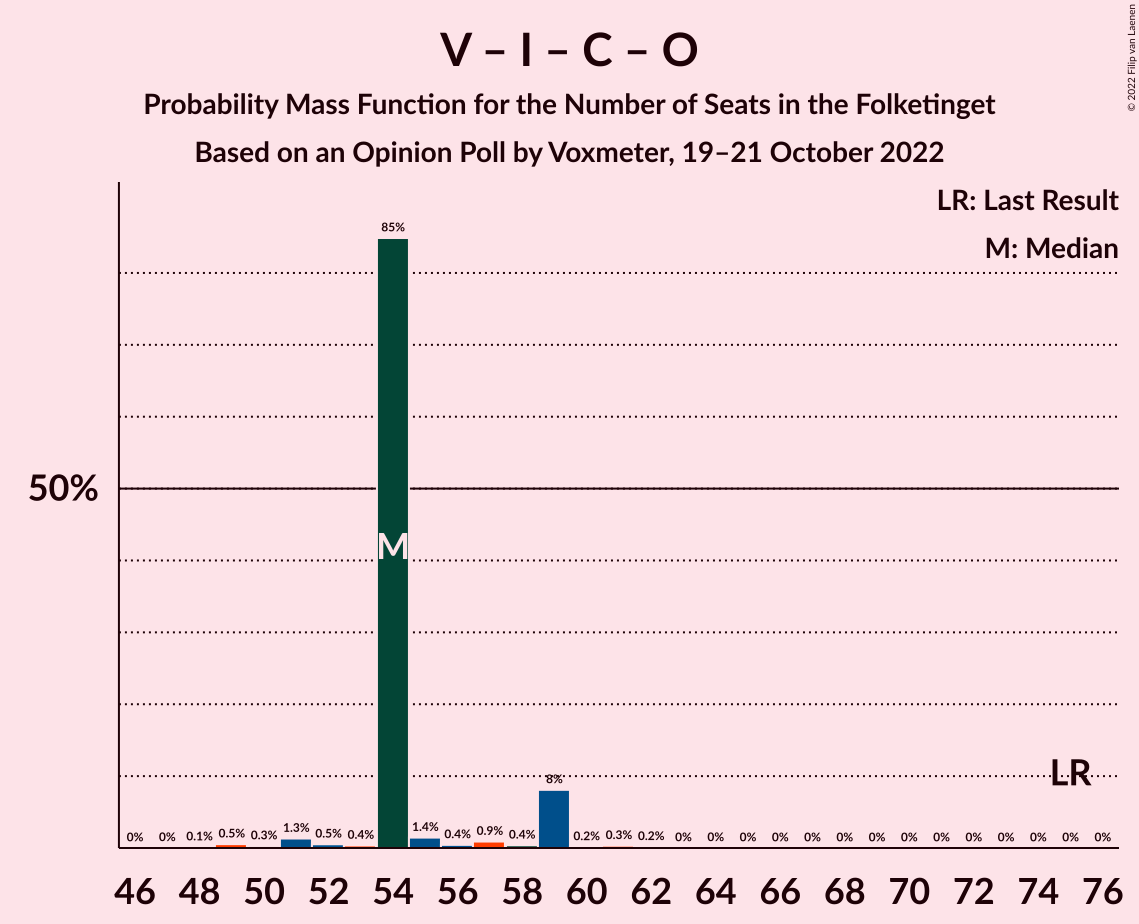 V – I – C – O
Probability Mass Function for the Number of Seats in the Folketinget
Based on an Opinion Poll by Voxmeter, 19–21 October 2022
© 2022 Filip van Laenen
LR: Last Result
M: Median
85%
50%
M
LR
8%
0% 0% 0.1% 0.5% 0.3% 1.3% 0.5% 0.4% 1.4% 0.4% 0.9% 0.4% 0.2% 0.3% 0.2% 0% 0% 0% 0% 0% 0% 0% 0% 0% 0% 0% 0% 0% 0%
46 48 50 52 54 56 58 60 62 64 66 68 70 72 74 76